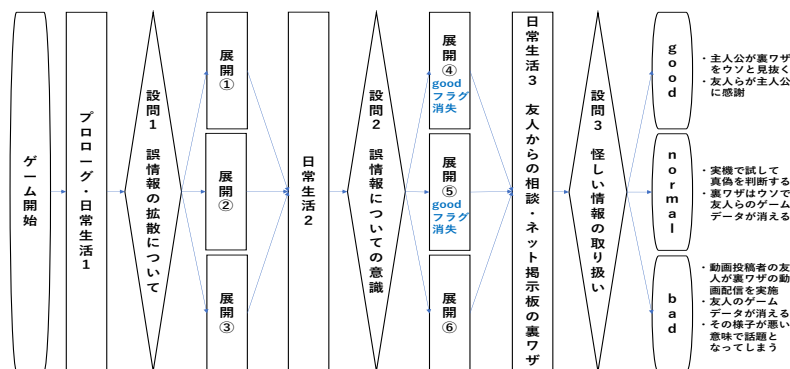 ゲーム開始
プロローグ・日常生活1
設問1 誤情報の拡散について
展開①
展開②
展開③
日常生活2
設問2 誤情報についての意識
展開④
good
フラグ
消失
展開⑤
good
フラグ
消失
展開⑥
日常生活3 友人からの相談・ネット掲示板の裏ワザ
設問3 怪しい情報の取り扱い
good
・主人公が裏ワザ
をウソと見抜く
・友人らが主人公
に感謝
normal
・実機で試して
真偽を判断する
・裏ワザはウソで
友人らのゲーム
データが消える
bad
・動画投稿者の友
人が裏ワザの動
画配信を実施
・友人のゲーム
データが消える
・その様子が悪い
意味で話題と
なってしまう